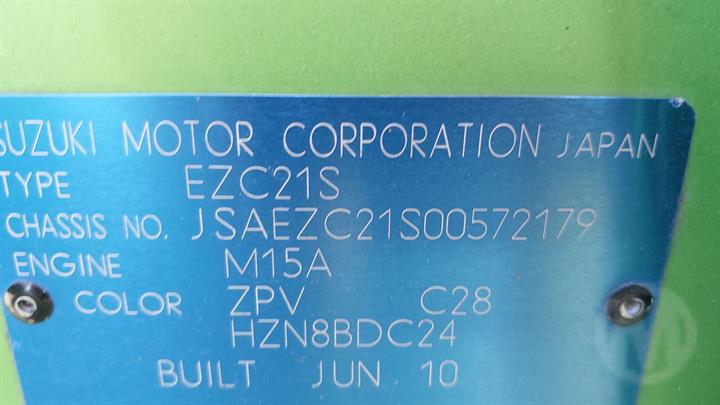 SUZUKI MOTOR CORPORATION JAPAN
TYPE EZC21S
CHASSIS NO. JSAEZC21S00572179
ENGINE M15A
COLOR ZPV C28
HZN8BDC24
BUILT JUN. 10